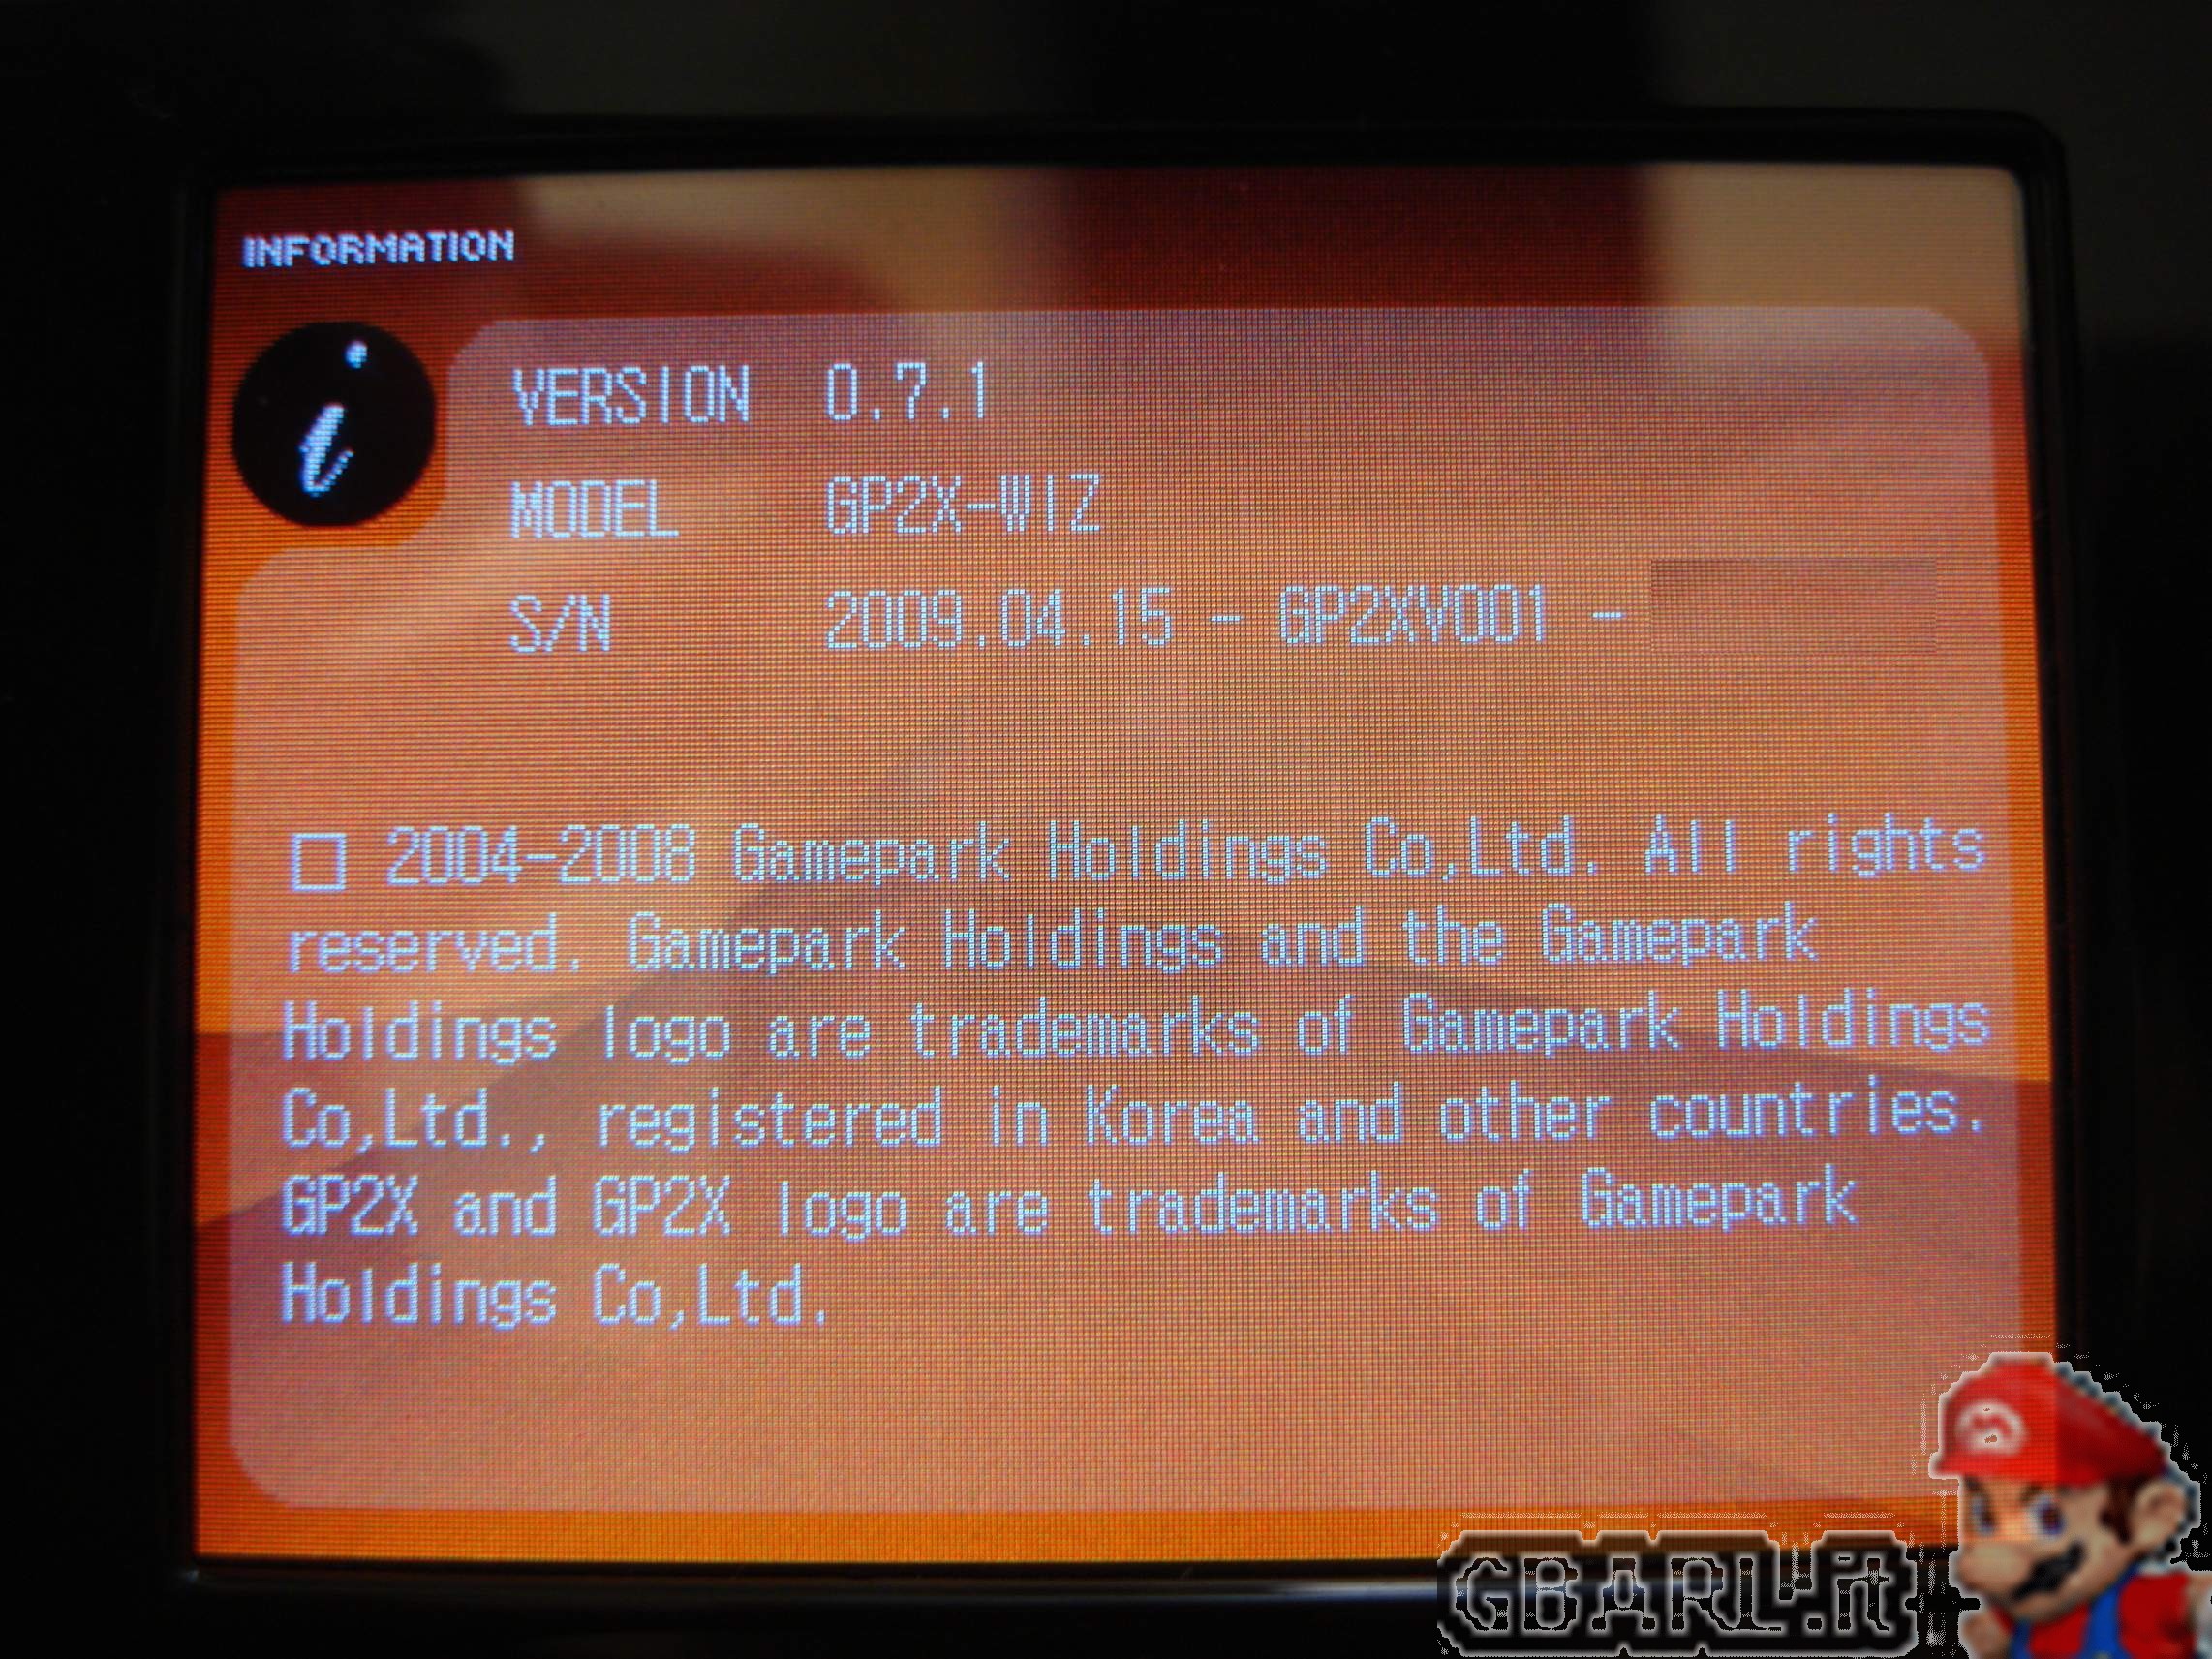 INFORMATION
VERSION 0.7.1
MODEL GP2X-WIZ
S/N 2009.04.15 - GP2XV001 -
□ 2004-2008 Gamepark Holdings Co,Ltd. All rights
reserved. Gamepark Holdings and the Gamepark
Holdings logo are trademarks of Gamepark Holdings
Co,Ltd., registered in Korea and other countries.
GP2X and GP2X logo are trademarks of Gamepark
Holdings Co,Ltd.
GBARL.it